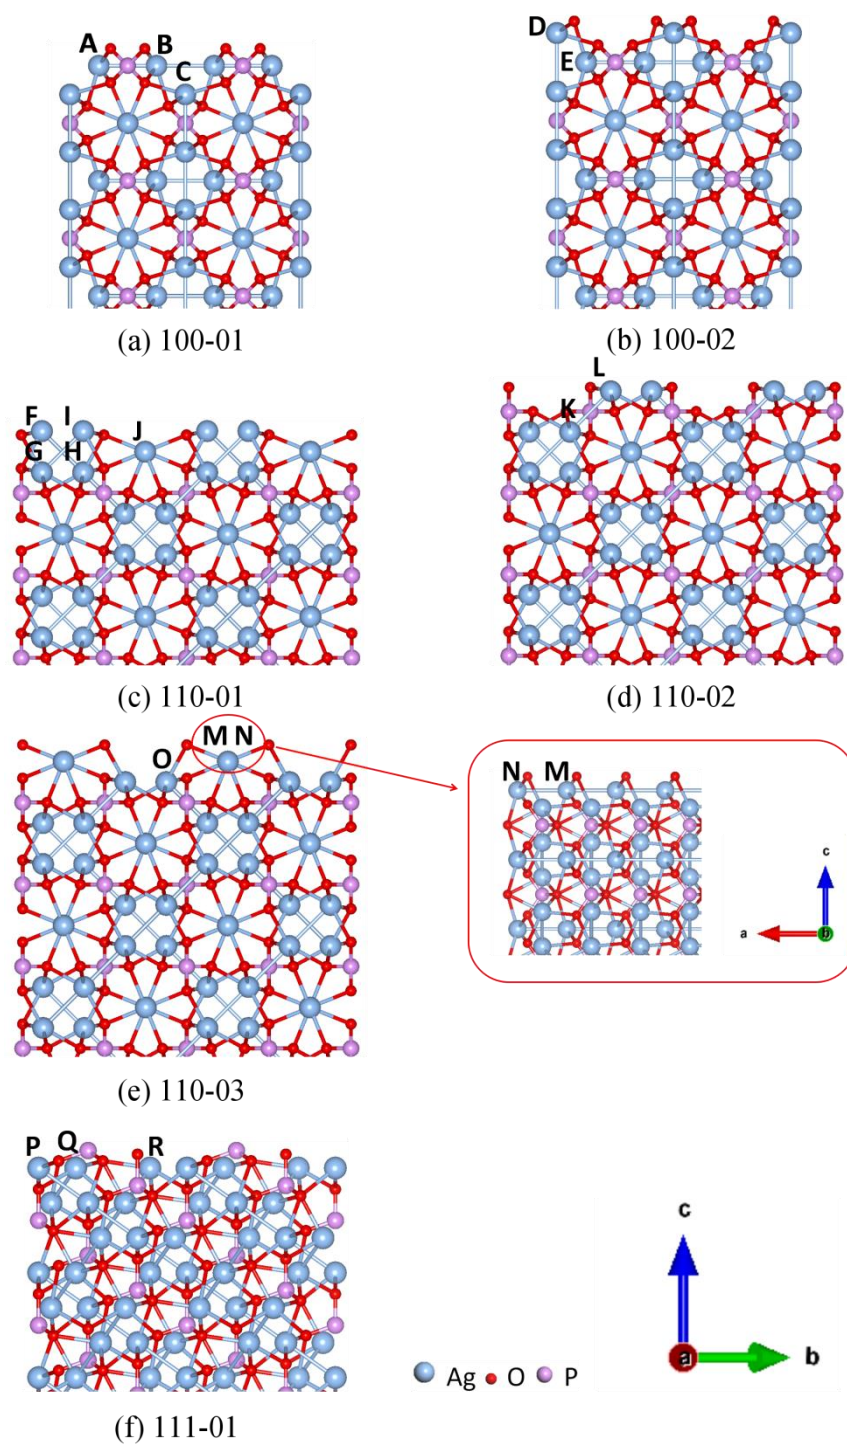 A B
C
D
E
(a) 100-01
(b) 100-02
F I
J
G H
L
K
(c) 110-01
(d) 110-02
M N
O
N M
c
a
b
(e) 110-03
P Q R
c
a b
Ag O P
(f) 111-01